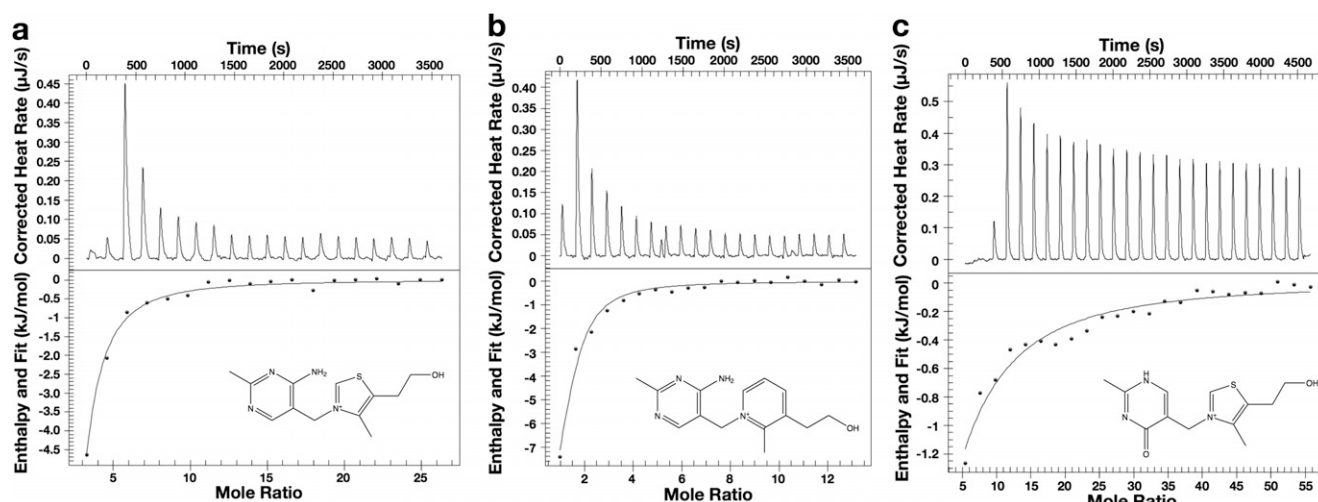 a
Time (s)
0 500 1000 1500 2000 2500 3000 3500
Corrected Heat Rate (µJ/s)
0.45
0.40
0.35
0.30
0.25
0.20
0.15
0.10
0.05
0
Enthalpy and Fit (kJ/mol)
0
-0.5
-1
-1.5
-2.0
-2.5
-3.0
-3.5
-4.0
-4.5
N
NH₂
N
N⁺
S
OH
5 10 15 20 25
Mole Ratio
b
Time (s)
0 500 1000 1500 2000 2500 3000 3500
Corrected Heat Rate (µJ/s)
0.40
0.35
0.30
0.25
0.20
0.15
0.10
0.05
0
Enthalpy and Fit (kJ/mol)
0
-1
-2
-3
-4
-5
-6
-7
N
NH₂
N
N⁺
OH
0 2 4 6 8 10 12
Mole Ratio
c
Time (s)
0 500 1000 1500 2000 2500 3000 3500 4500
Corrected Heat Rate (µJ/s)
0.5
0.4
0.3
0.2
0.1
0
Enthalpy and Fit (kJ/mol)
0
-0.2
-0.4
-0.6
-0.8
-1
-1.2
H
N
N
O
N⁺
S
OH
5 10 15 20 25 30 35 40 45 50 55
Mole Ratio